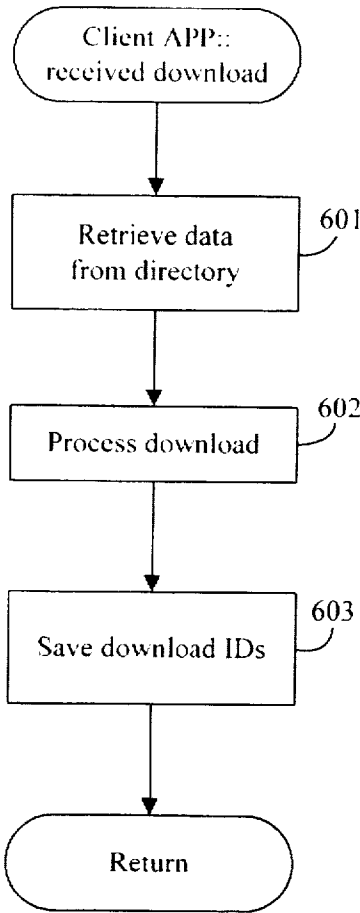 Client APP::
received download
601
Retrieve data
from directory
602
Process download
603
Save download IDs
Return